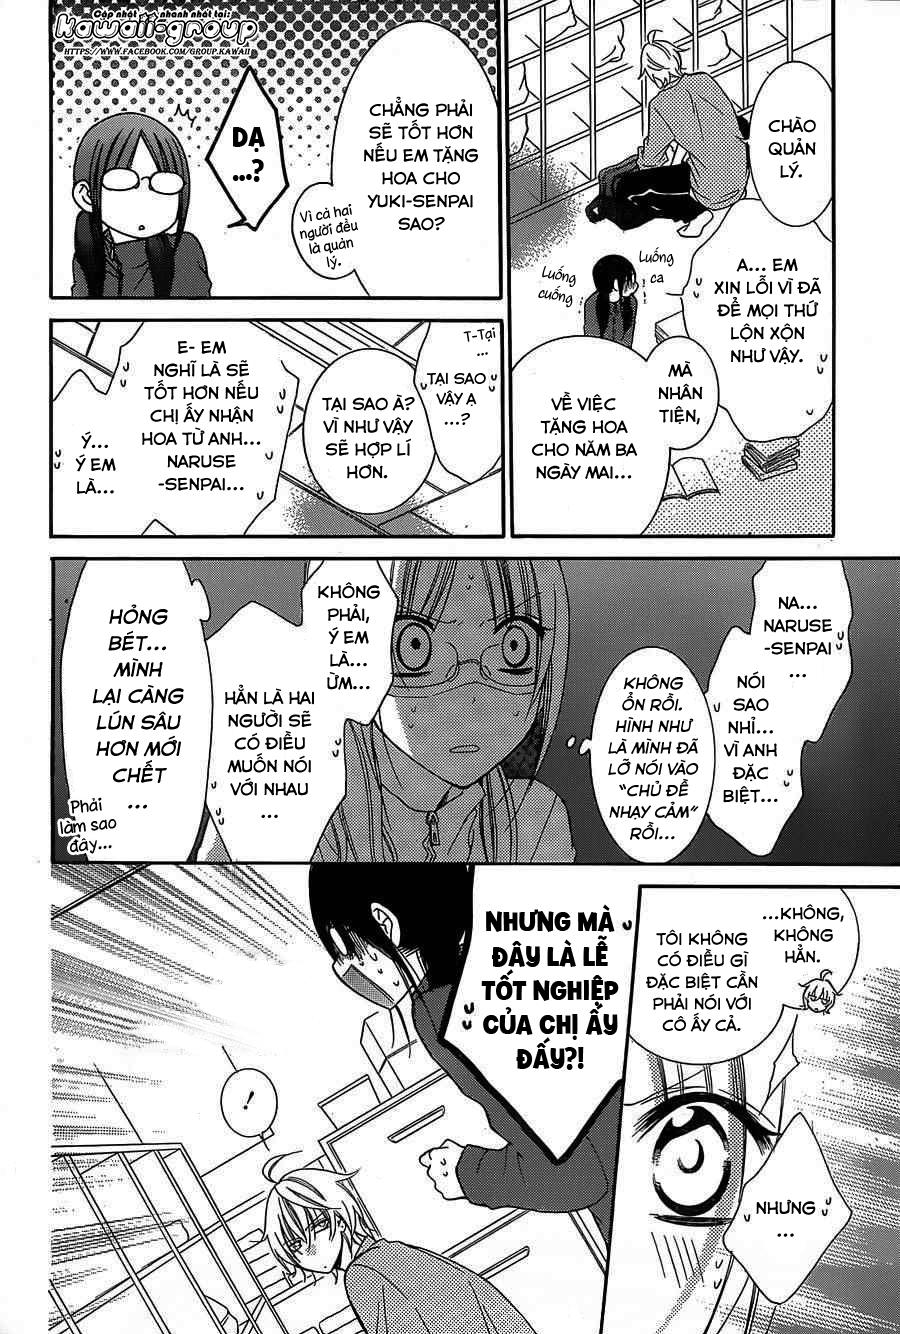 Cập nhật nhanh nhất tại:
Kawaii-group
HTTPS://WWW.FACEBOOK.COM/GROUP.KAWAII
CHÀO
QUẢN
LÝ.
A... EM
XIN LỖI VÌ ĐÃ
ĐỂ MỌI THỨ
LỘN XỘN
NHƯ VẬY.
Luống
ca
Luống
cuống
MÀ
NHÂN
TIỆN,
VỀ VIỆC
TẶNG HOA
CHO NĂM BA
NGÀY MAI...
CHẲNG PHẢI
SẼ TỐT HƠN
NẾU EM TẶNG
HOA CHO
YUKI-SENPAI
SAO?
Vì cả hai
người đều
là quản
lý.
DẠ
...?
T-Tại
...
TẠI SAO
VẬY Ạ
...?
TẠI SAO À?
VÌ NHƯ VẬY
SẼ HỢP LÍ
HƠN.
E- EM
NGHĨ LÀ SẼ
TỐT HƠN NẾU
CHỊ ẤY NHẬN
HOA TỪ ANH...
NARUSE
-SENPAI...
Ý...
Ý EM
LÀ...
NA...
NARUSE
-SENPAI
...
NÓI
SAO
NHỈ...
VÌ ANH
ĐẶC
BIỆT...
KHÔNG
ỔN RỒI.
HÌNH NHƯ
LÀ MÌNH ĐÃ
LỠ NÓI VÀO
“CHỦ ĐỀ
NHẠY CẢM“
RỒI...
KHÔNG
PHẢI,
Ý EM
LÀ...
ỪM...
HẲN LÀ HAI
NGƯỜI SẼ
CÓ ĐIỀU
MUỐN NÓI
VỚI NHAU
...
HỎNG
BÉT...
MÌNH
LẠI CÀNG
LÚN SÂU
HƠN MỚI
CHẾT
...
Phải
làm sao
đây...
...KHÔNG,
KHÔNG
HẲN.
TÔI KHÔNG
CÓ ĐIỀU GÌ
ĐẶC BIỆT CẦN
PHẢI NÓI VỚI
CÔ ẤY CẢ.
NHƯNG
...
NHƯNG MÀ
ĐÂY LÀ LỄ
TỐT NGHIỆP
CỦA CHỊ ẤY
ĐẤY?!
!